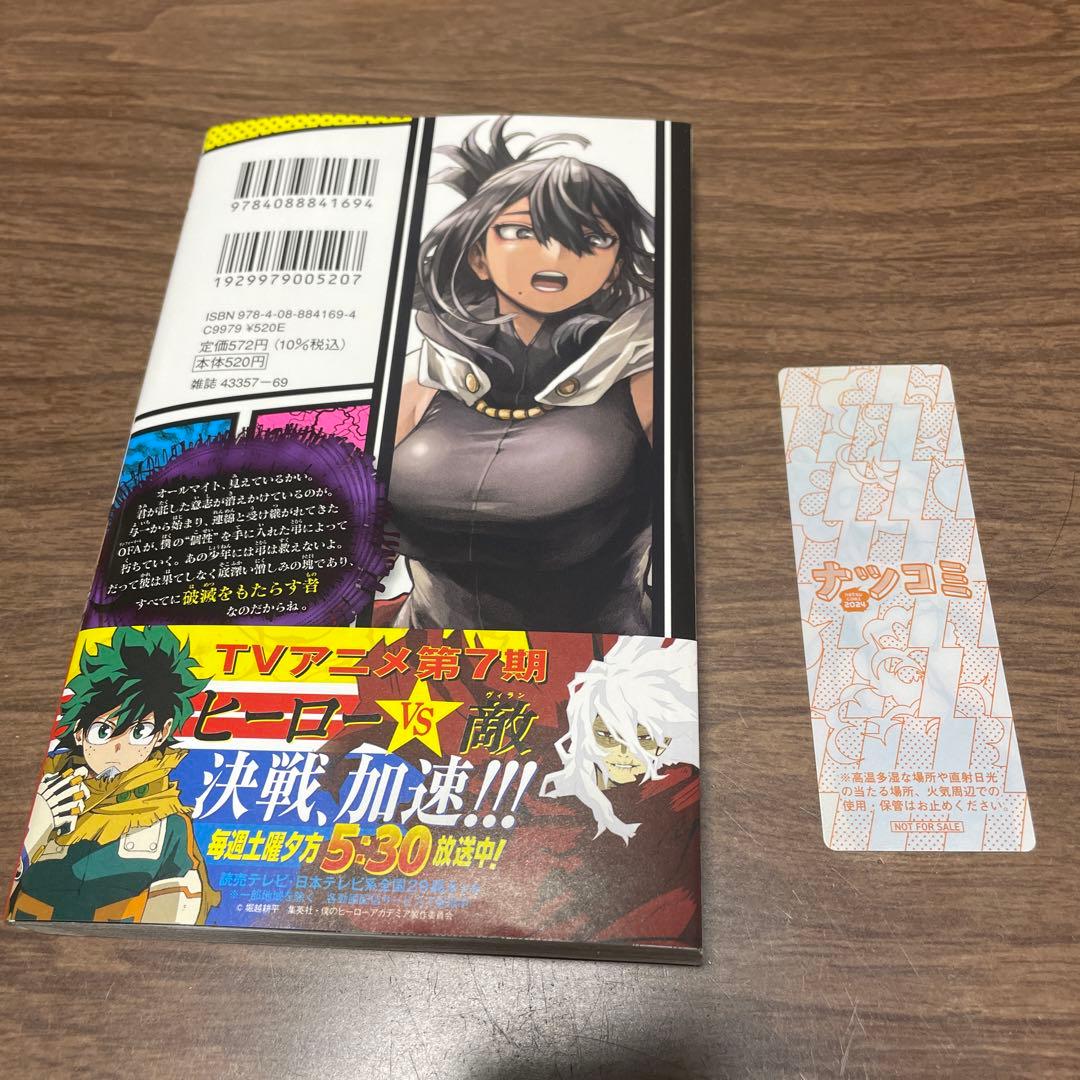 9784088841694
1929979005207
ISBN 978-4-08-884169-4
C9979 ¥520E
定価572円(10%税込)
本体520円
雑誌 43357-69
オールマイト、見えているかい。
君が託した意志が消えかけているのが。
与一から始まり、連綿と受け継がれてきた
OFAが、僕の“個性”を手に入れた弔によって
朽ちていく。あの少年には弔は救えないよ。
だって彼は果てしなく底深い憎しみの塊であり、
すべてに破滅をもたらす者
なのだからね。
TVアニメ第7期
ヒーローVS敵
ヴィラン
決戦、加速!!!
毎週土曜夕方5:30放送中!
読売テレビ・日本テレビ系全国29局ネット
※一部地域を除く
©堀越耕平 集英社・僕のヒーローアカデミア製作委員会
ナツコミ
NATSU
COMI
2024
※高温多湿な場所や直射日光
の当たる場所、火気周辺での
使用・保管はお止めください。
NOT FOR SALE